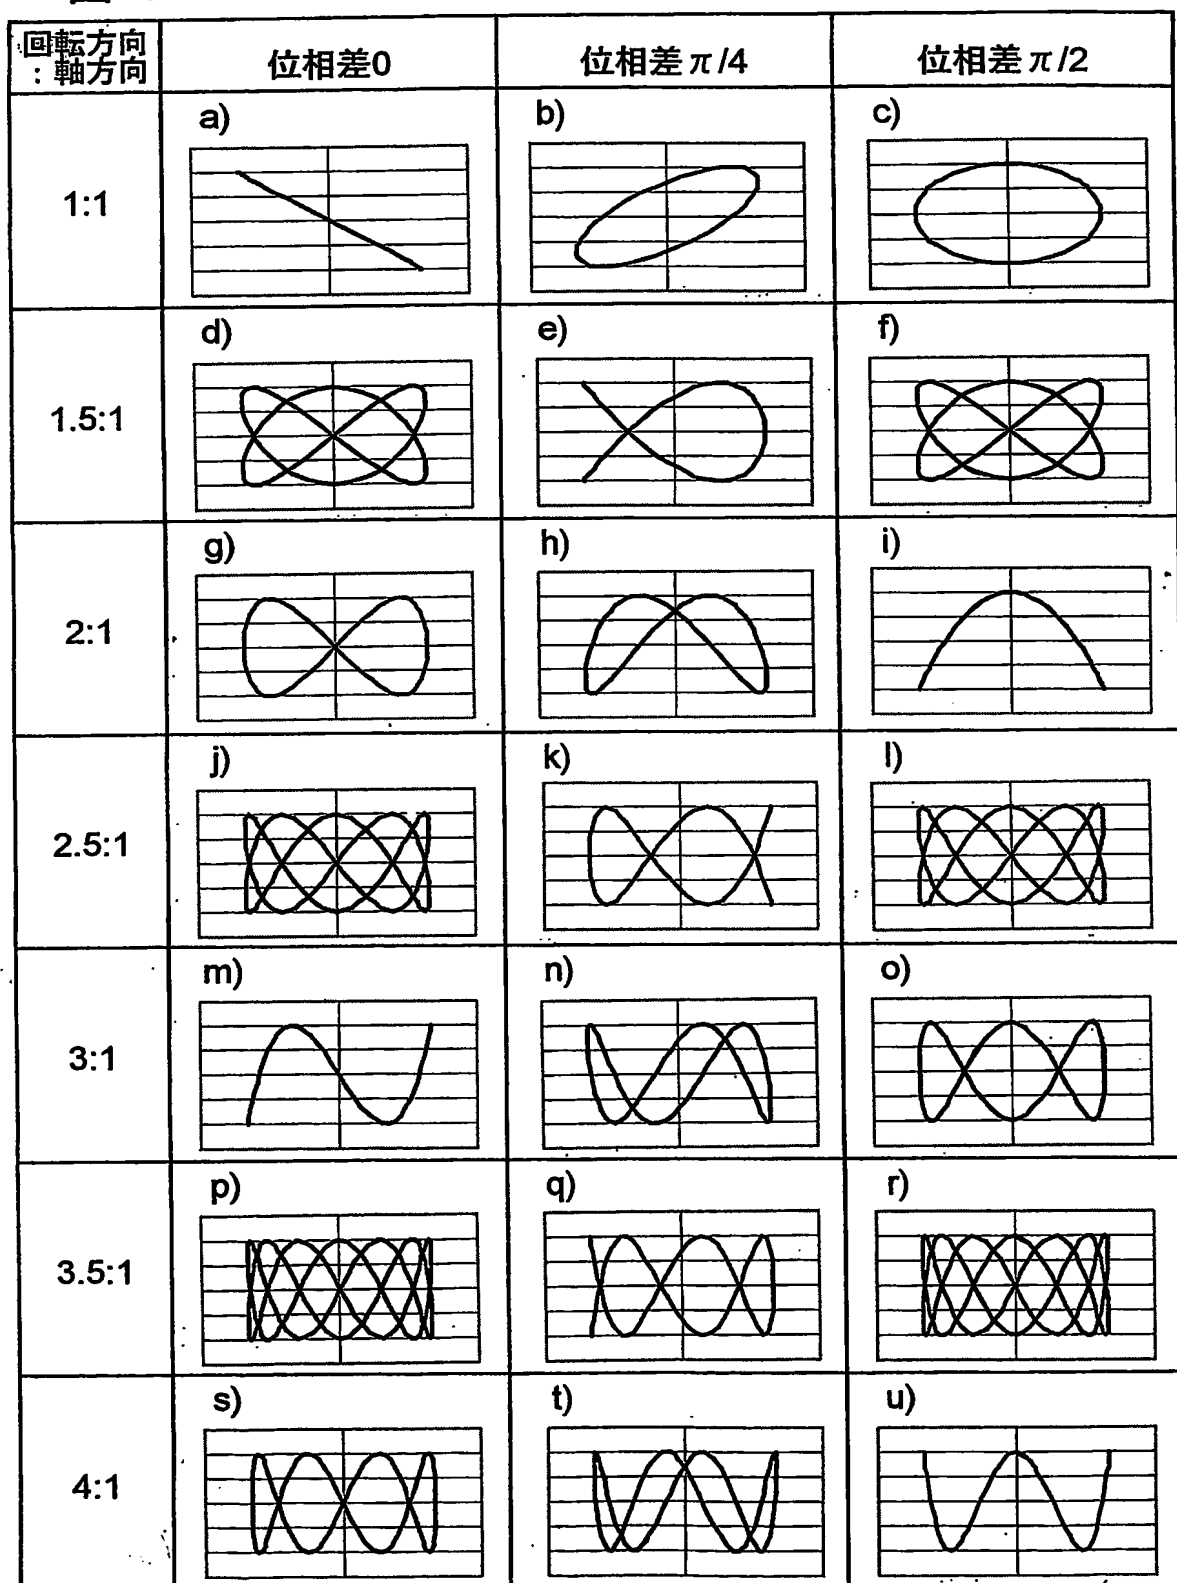 回転方向
:軸方向
位相差0
位相差π/4
位相差π/2
1:1
a)
b)
c)
1.5:1
d)
e)
f)
2:1
g)
h)
i)
2.5:1
j)
k)
l)
3:1
m)
n)
o)
3.5:1
p)
q)
r)
4:1
s)
t)
u)